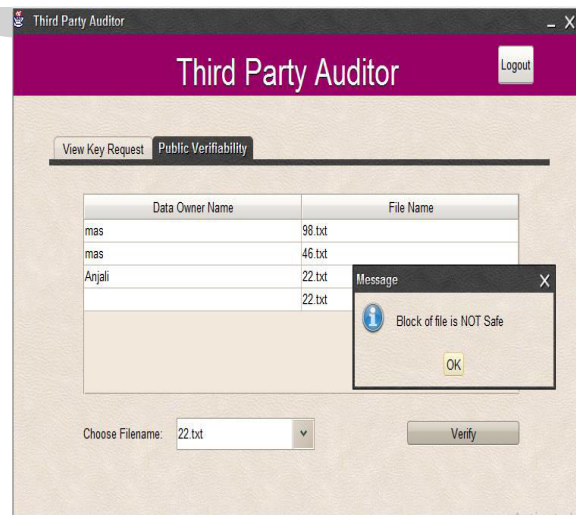 Third Party Auditor
Third Party Auditor
Logout
View Key Request Public Verifiability
Data Owner Name File Name
mas 98.txt
mas 46.txt
Anjali 22.txt
22.txt
Message
Block of file is NOT Safe
OK
Choose Filename: 22.txt Verify